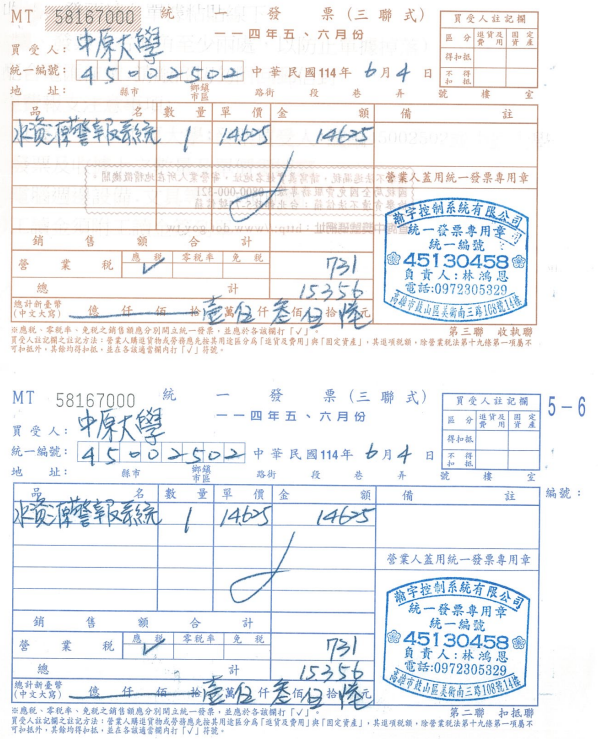 MT 58167000 統一發票(三聯式)
一一四年五、六月份
買受人註記欄
區分 進貨及費用 固定資產
得扣抵
不得扣抵
買受人: 中原大學
統一編號: 45002502 中華民國114年6月4日
地址: 縣市 鄉鎮市區 路街 段 巷 弄 號 樓 室
品名 數量 單價 金額 備註
水資源警報系統 1 14625 14625
營業人蓋用統一發票專用章
瀚宇控制系統有限公司
統一發票專用章
統一編號
45130458
負責人:林鴻恩
電話:0972305329
高雄市鼓山區美術南三路108號14樓
銷售額合計
營業稅 應稅 ✓ 零稅率 免稅 731
總計 15356
總計新臺幣(中文大寫) 億仟佰拾壹萬伍仟叁佰伍拾陸元
※應稅、零稅率、免稅之銷售額應分別開立統一發票,並應於各該欄打「✓」。 第三聯 收執聯
買受人註記欄之註記方法:營業人購進貨物或勞務應先按其用途區分為「進貨及費用」與「固定資產」,其進項稅額,除營業稅法第十九條第一項屬不
可扣抵外,其餘均得扣抵,並在各該適當欄內打「✓」符號。
MT 58167000 統一發票(三聯式)
一一四年五、六月份
買受人註記欄
區分 進貨及費用 固定資產
得扣抵
不得扣抵
5-6
買受人: 中原大學
統一編號: 45002502 中華民國114年6月4日
地址: 縣市 鄉鎮市區 路街 段 巷 弄 號 樓 室
編號:
品名 數量 單價 金額 備註
水資源警報系統 1 14625 14625
營業人蓋用統一發票專用章
瀚宇控制系統有限公司
統一發票專用章
統一編號
45130458
負責人:林鴻恩
電話:0972305329
高雄市鼓山區美術南三路108號14樓
銷售額合計
營業稅 應稅 ✓ 零稅率 免稅 731
總計 15356
總計新臺幣(中文大寫) 億仟佰拾壹萬伍仟叁佰伍拾陸元
※應稅、零稅率、免稅之銷售額應分別開立統一發票,並應於各該欄打「✓」。 第二聯 扣抵聯
買受人註記欄之註記方法:營業人購進貨物或勞務應先按其用途區分為「進貨及費用」與「固定資產」,其進項稅額,除營業稅法第十九條第一項屬不
可扣抵外,其餘均得扣抵,並在各該適當欄內打「✓」符號。